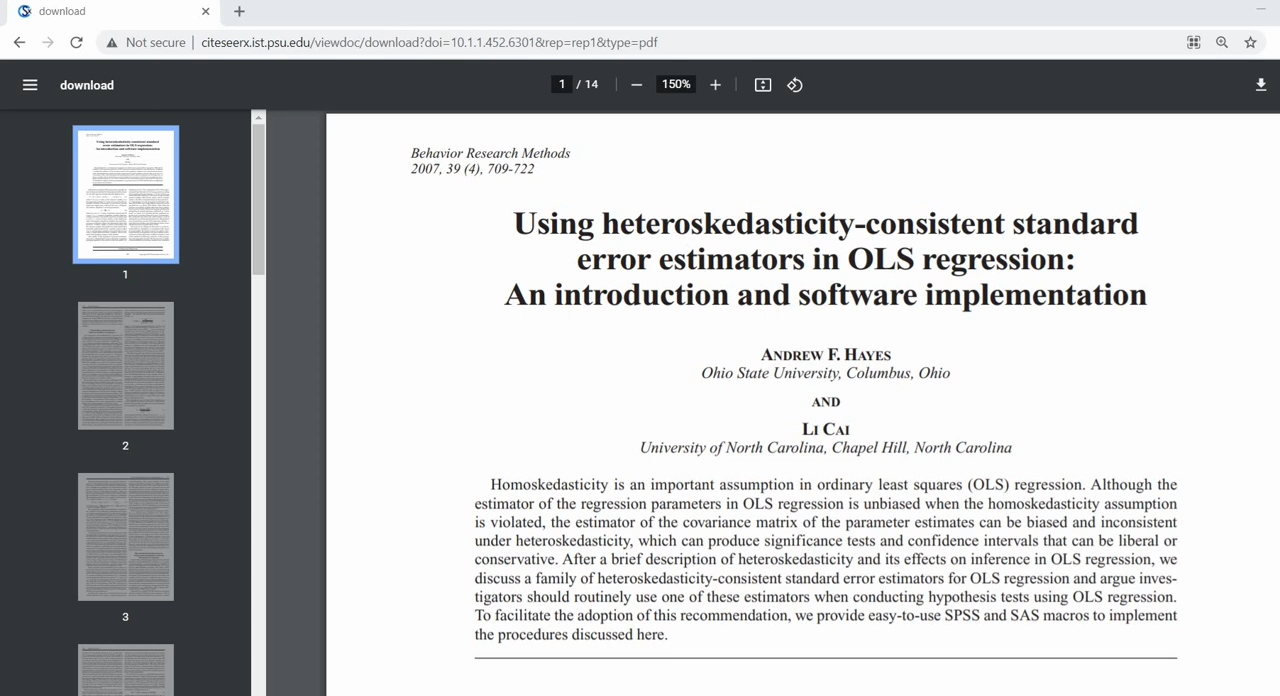 download
Not secure | citeseerx.ist.psu.edu/viewdoc/download?doi=10.1.1.452.6301&rep=rep1&type=pdf
download
1 / 14
150%
1
2
3
Behavior Research Methods
2007, 39 (4), 709-722
Using heteroskedasticity-consistent standard
error estimators in OLS regression:
An introduction and software implementation
ANDREW F. HAYES
Ohio State University, Columbus, Ohio
AND
LI CAI
University of North Carolina, Chapel Hill, North Carolina
Homoskedasticity is an important assumption in ordinary least squares (OLS) regression. Although the
estimator of the regression parameters in OLS regression is unbiased when the homoskedasticity assumption
is violated, the estimator of the covariance matrix of the parameter estimates can be biased and inconsistent
under heteroskedasticity, which can produce significance tests and confidence intervals that can be liberal or
conservative. After a brief description of heteroskedasticity and its effects on inference in OLS regression, we
discuss a family of heteroskedasticity-consistent standard error estimators for OLS regression and argue inves-
tigators should routinely use one of these estimators when conducting hypothesis tests using OLS regression.
To facilitate the adoption of this recommendation, we provide easy-to-use SPSS and SAS macros to implement
the procedures discussed here.